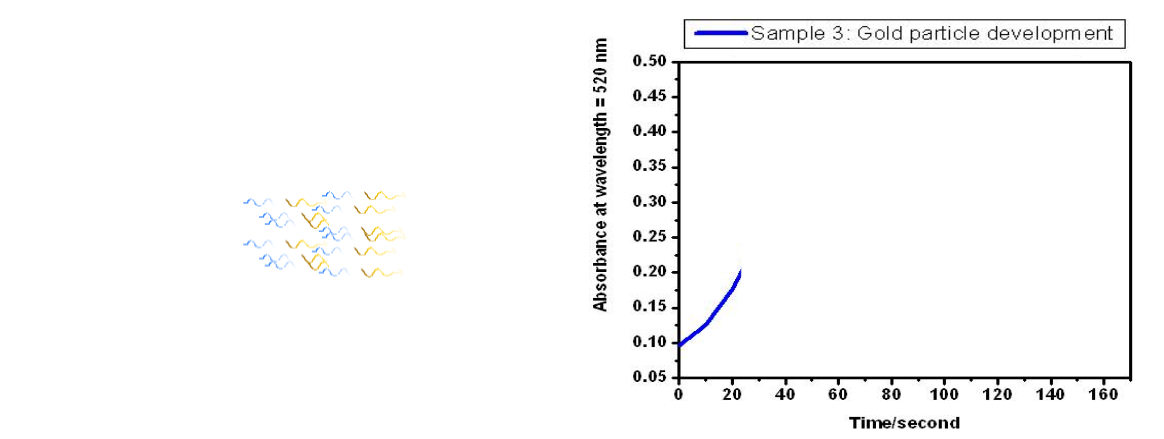 Sample 3: Gold particle development
Absorbance at wavelength = 520 nm
0.50
0.45
0.40
0.35
0.30
0.25
0.20
0.15
0.10
0.05
0 20 40 60 80 100 120 140 160
Time/second